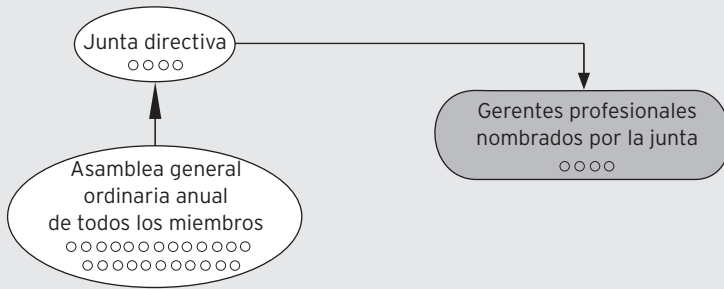 Junta directiva
Gerentes profesionales
nombrados por la junta
Asamblea general
ordinaria anual
de todos los miembros